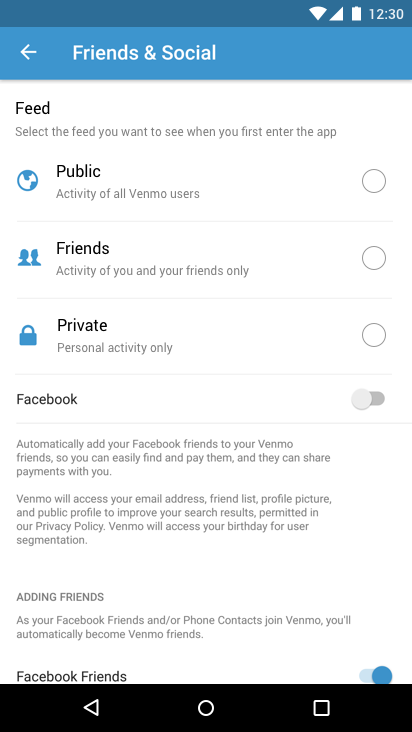 12:30
Friends & Social
Feed
Select the feed you want to see when you first enter the app
Public
Activity of all Venmo users
Friends
Activity of you and your friends only
Private
Personal activity only
Facebook
Automatically add your Facebook friends to your Venmo
friends, so you can easily find and pay them, and they can share
payments with you.
Venmo will access your email address, friend list, profile picture,
and public profile to improve your search results, permitted in
our Privacy Policy. Venmo will access your birthday for user
segmentation.
ADDING FRIENDS
As your Facebook Friends and/or Phone Contacts join Venmo, you'll
automatically become Venmo friends.
Facebook Friends